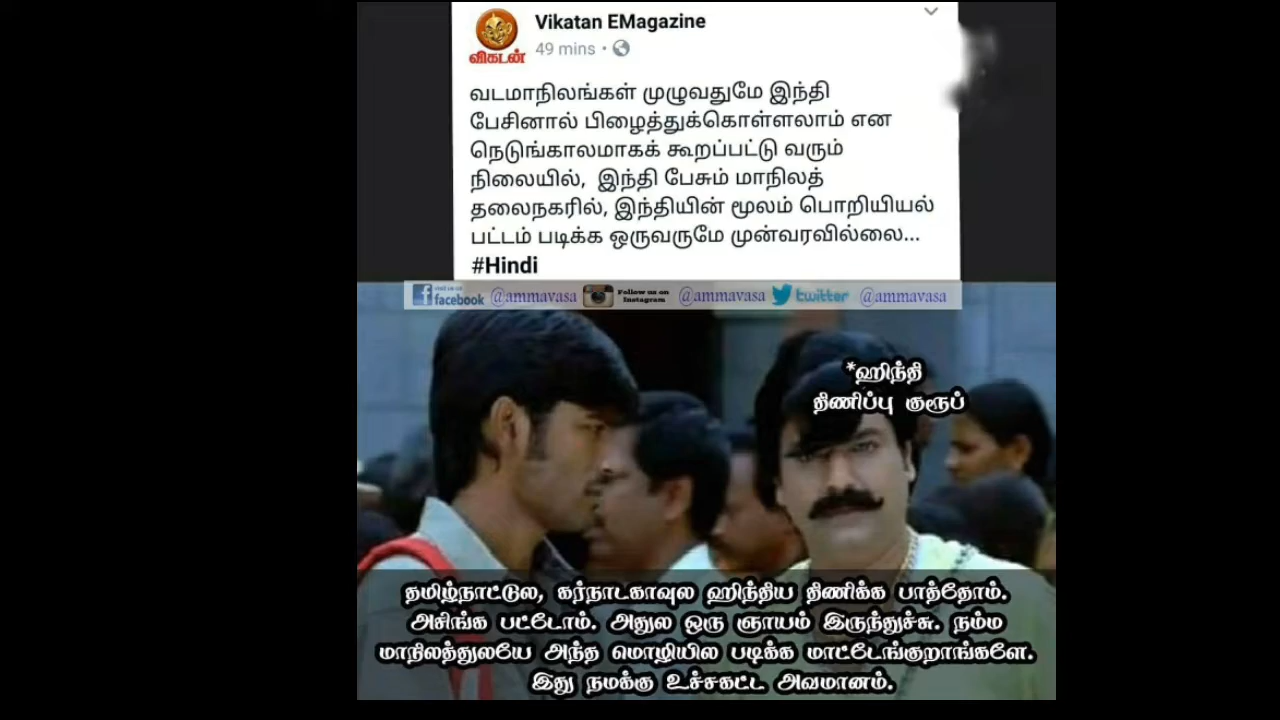 Vikatan EMagazine
49 mins ·
விகடன்
வடமாநிலங்கள் முழுவதுமே இந்தி
பேசினால் பிழைத்துக்கொள்ளலாம் என
நெடுங்காலமாகக் கூறப்பட்டு வரும்
நிலையில், இந்தி பேசும் மாநிலத்
தலைநகரில், இந்தியின் மூலம் பொறியியல்
பட்டம் படிக்க ஒருவருமே முன்வரவில்லை...
#Hindi
visit us on facebook @ammavasa Follow us on Instagram @ammavasa twitter @ammavasa
*ஹிந்தி
திணிப்பு குரூப்
தமிழ்நாட்டுல, கர்நாடகாவுல ஹிந்திய திணிக்க பாத்தோம்.
அசிங்க பட்டோம். அதுல ஒரு ஞாயம் இருந்துச்சு. நம்ம
மாநிலத்துலயே அந்த மொழியில படிக்க மாட்டேங்குறாங்களே.
இது நமக்கு உச்சகட்ட அவமானம்.